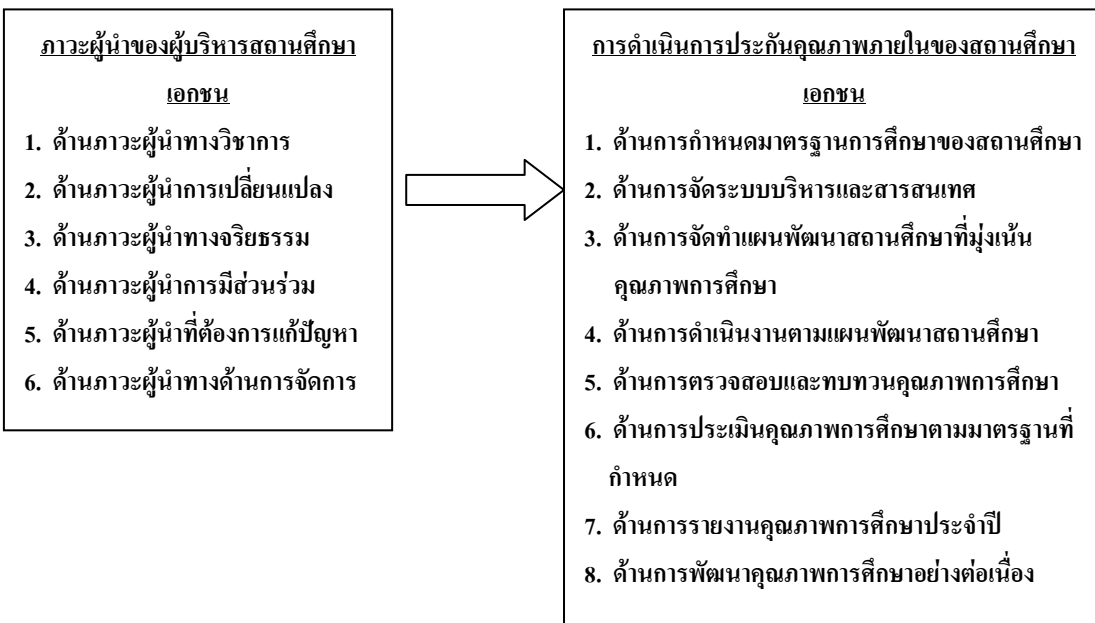 ภาวะผู้นำของผู้บริหารสถานศึกษา
เอกชน
1. ด้านภาวะผู้นำทางวิชาการ
2. ด้านภาวะผู้นำการเปลี่ยนแปลง
3. ด้านภาวะผู้นำทางจริยธรรม
4. ด้านภาวะผู้นำการมีส่วนร่วม
5. ด้านภาวะผู้นำที่ต้องการแก้ปัญหา
6. ด้านภาวะผู้นำทางด้านการจัดการ
การดำเนินการประกันคุณภาพภายในของสถานศึกษา
เอกชน
1. ด้านการกำหนดมาตรฐานการศึกษาของสถานศึกษา
2. ด้านการจัดระบบบริหารและสารสนเทศ
3. ด้านการจัดทำแผนพัฒนาสถานศึกษาที่มุ่งเน้น
คุณภาพการศึกษา
4. ด้านการดำเนินงานตามแผนพัฒนาสถานศึกษา
5. ด้านการตรวจสอบและทบทวนคุณภาพการศึกษา
6. ด้านการประเมินคุณภาพการศึกษาตามมาตรฐานที่
กำหนด
7. ด้านการรายงานคุณภาพการศึกษาประจำปี
8. ด้านการพัฒนาคุณภาพการศึกษาอย่างต่อเนื่อง